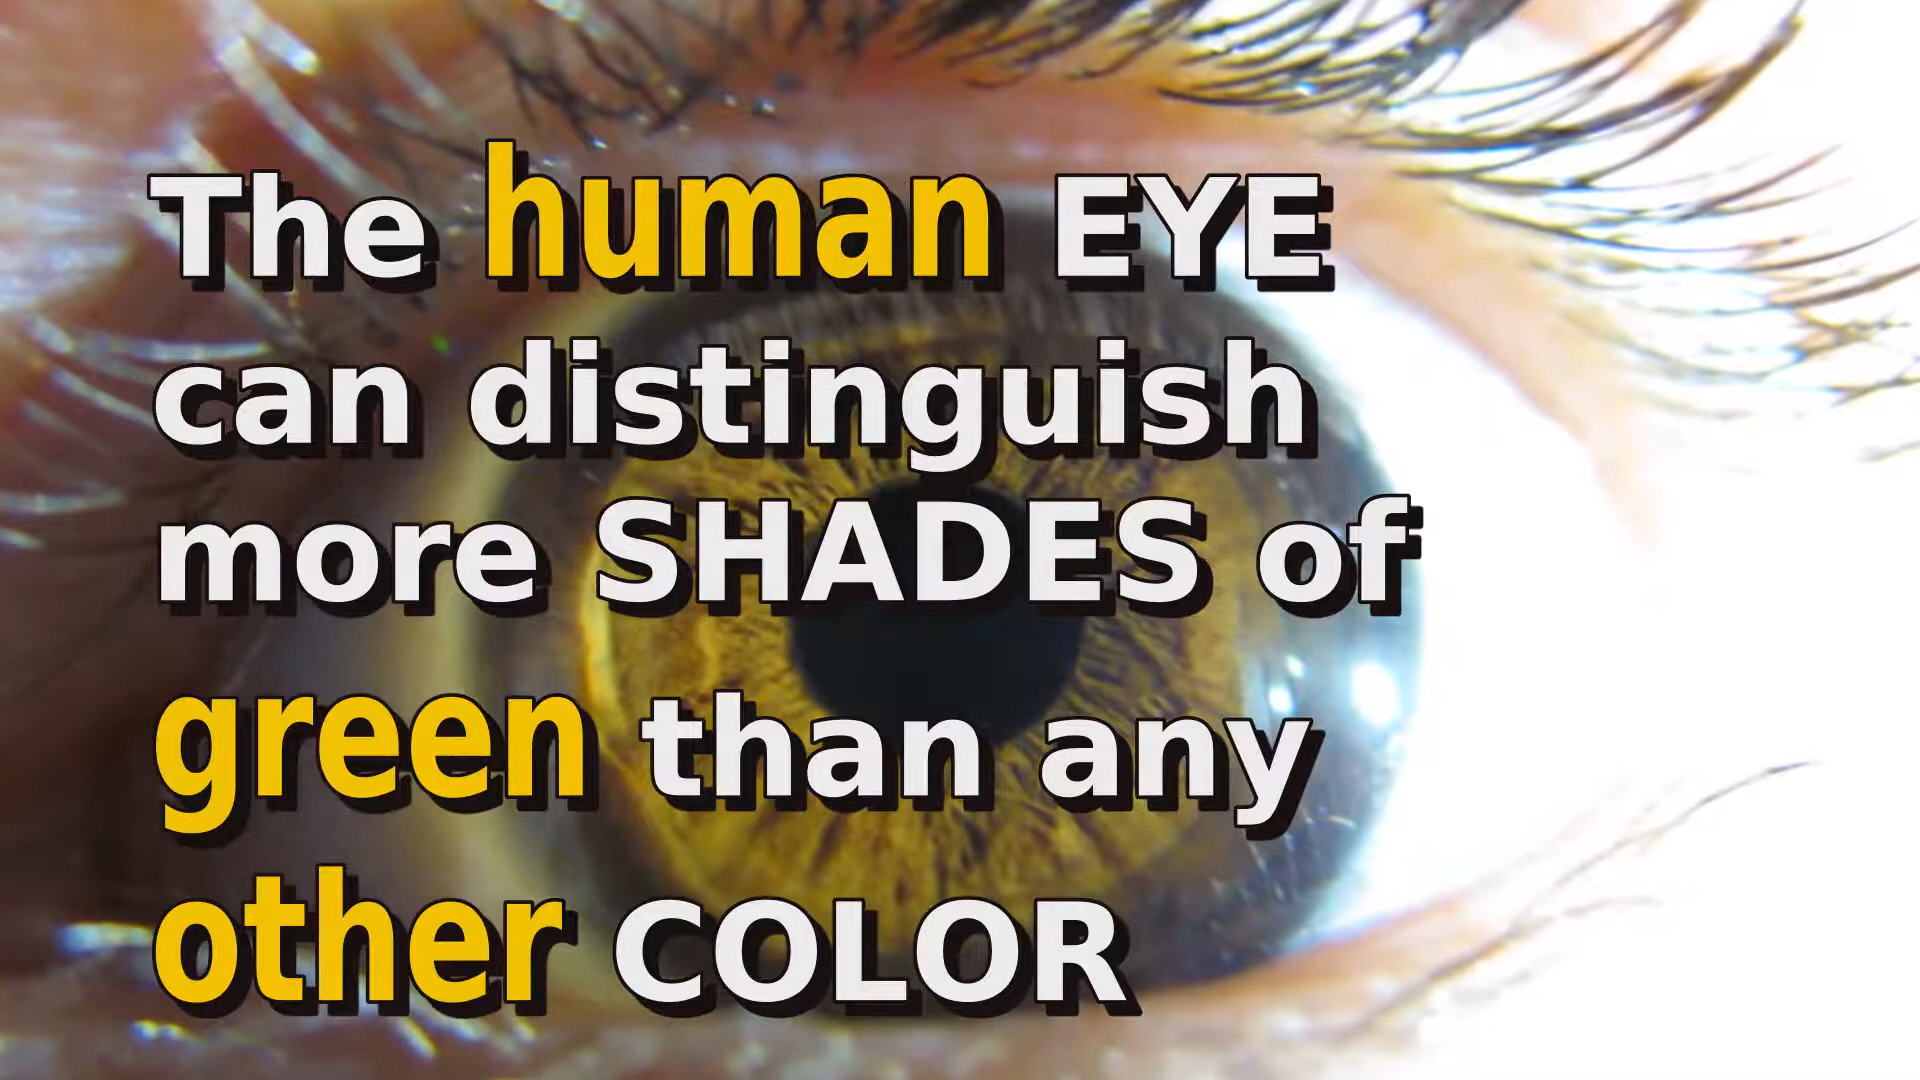 The human EYE
can distinguish
more SHADES of
green than any
other COLOR